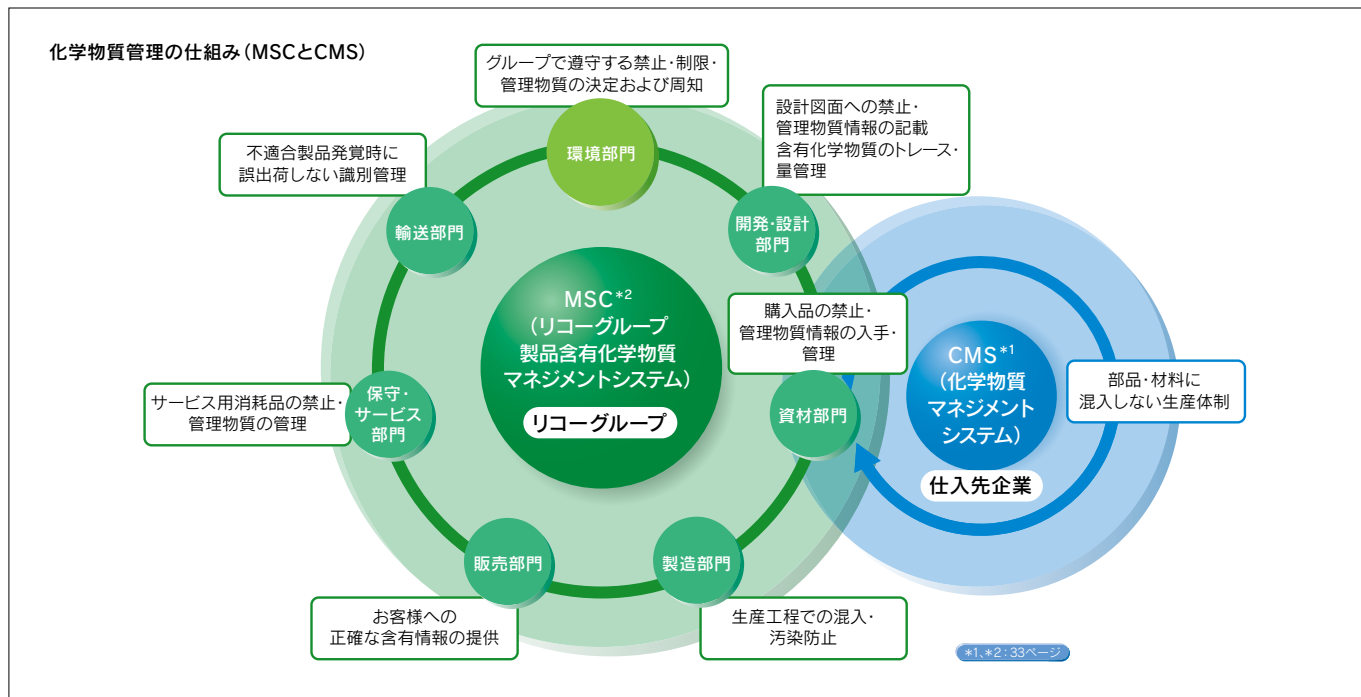 化学物質管理の仕組み(MSCとCMS)
グループで遵守する禁止・制限・
管理物質の決定および周知
環境部門
設計図面への禁止・
管理物質情報の記載
含有化学物質のトレース・
量管理
開発・設計
部門
不適合製品発覚時に
誤出荷しない識別管理
輸送部門
MSC*2
(リコーグループ
製品含有化学物質
マネジメントシステム)
リコーグループ
購入品の禁止・
管理物質情報の入手・
管理
資材部門
CMS*1
(化学物質
マネジメント
システム)
仕入先企業
部品・材料に
混入しない生産体制
サービス用消耗品の禁止・
管理物質の管理
保守・
サービス
部門
販売部門
お客様への
正確な含有情報の提供
製造部門
生産工程での混入・
汚染防止
*1、*2:33ページ